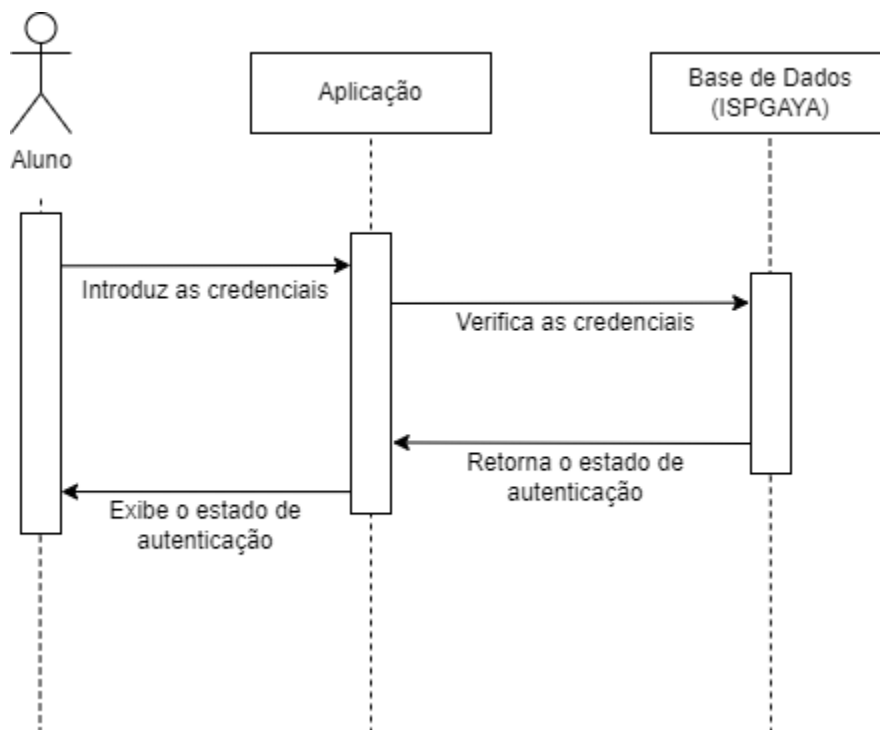 Aluno
Aplicação
Base de Dados
(ISPGAYA)
Introduz as credenciais
Verifica as credenciais
Retorna o estado de
autenticação
Exibe o estado de
autenticação